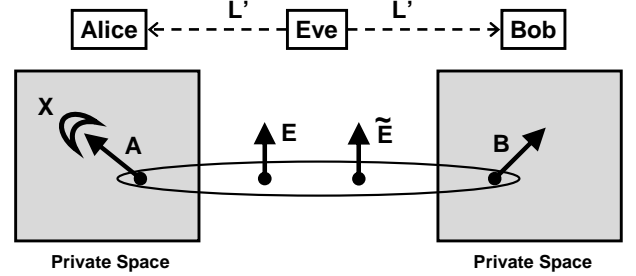 L’ L’
Alice Eve Bob
X A E Ẽ B
Private Space Private Space